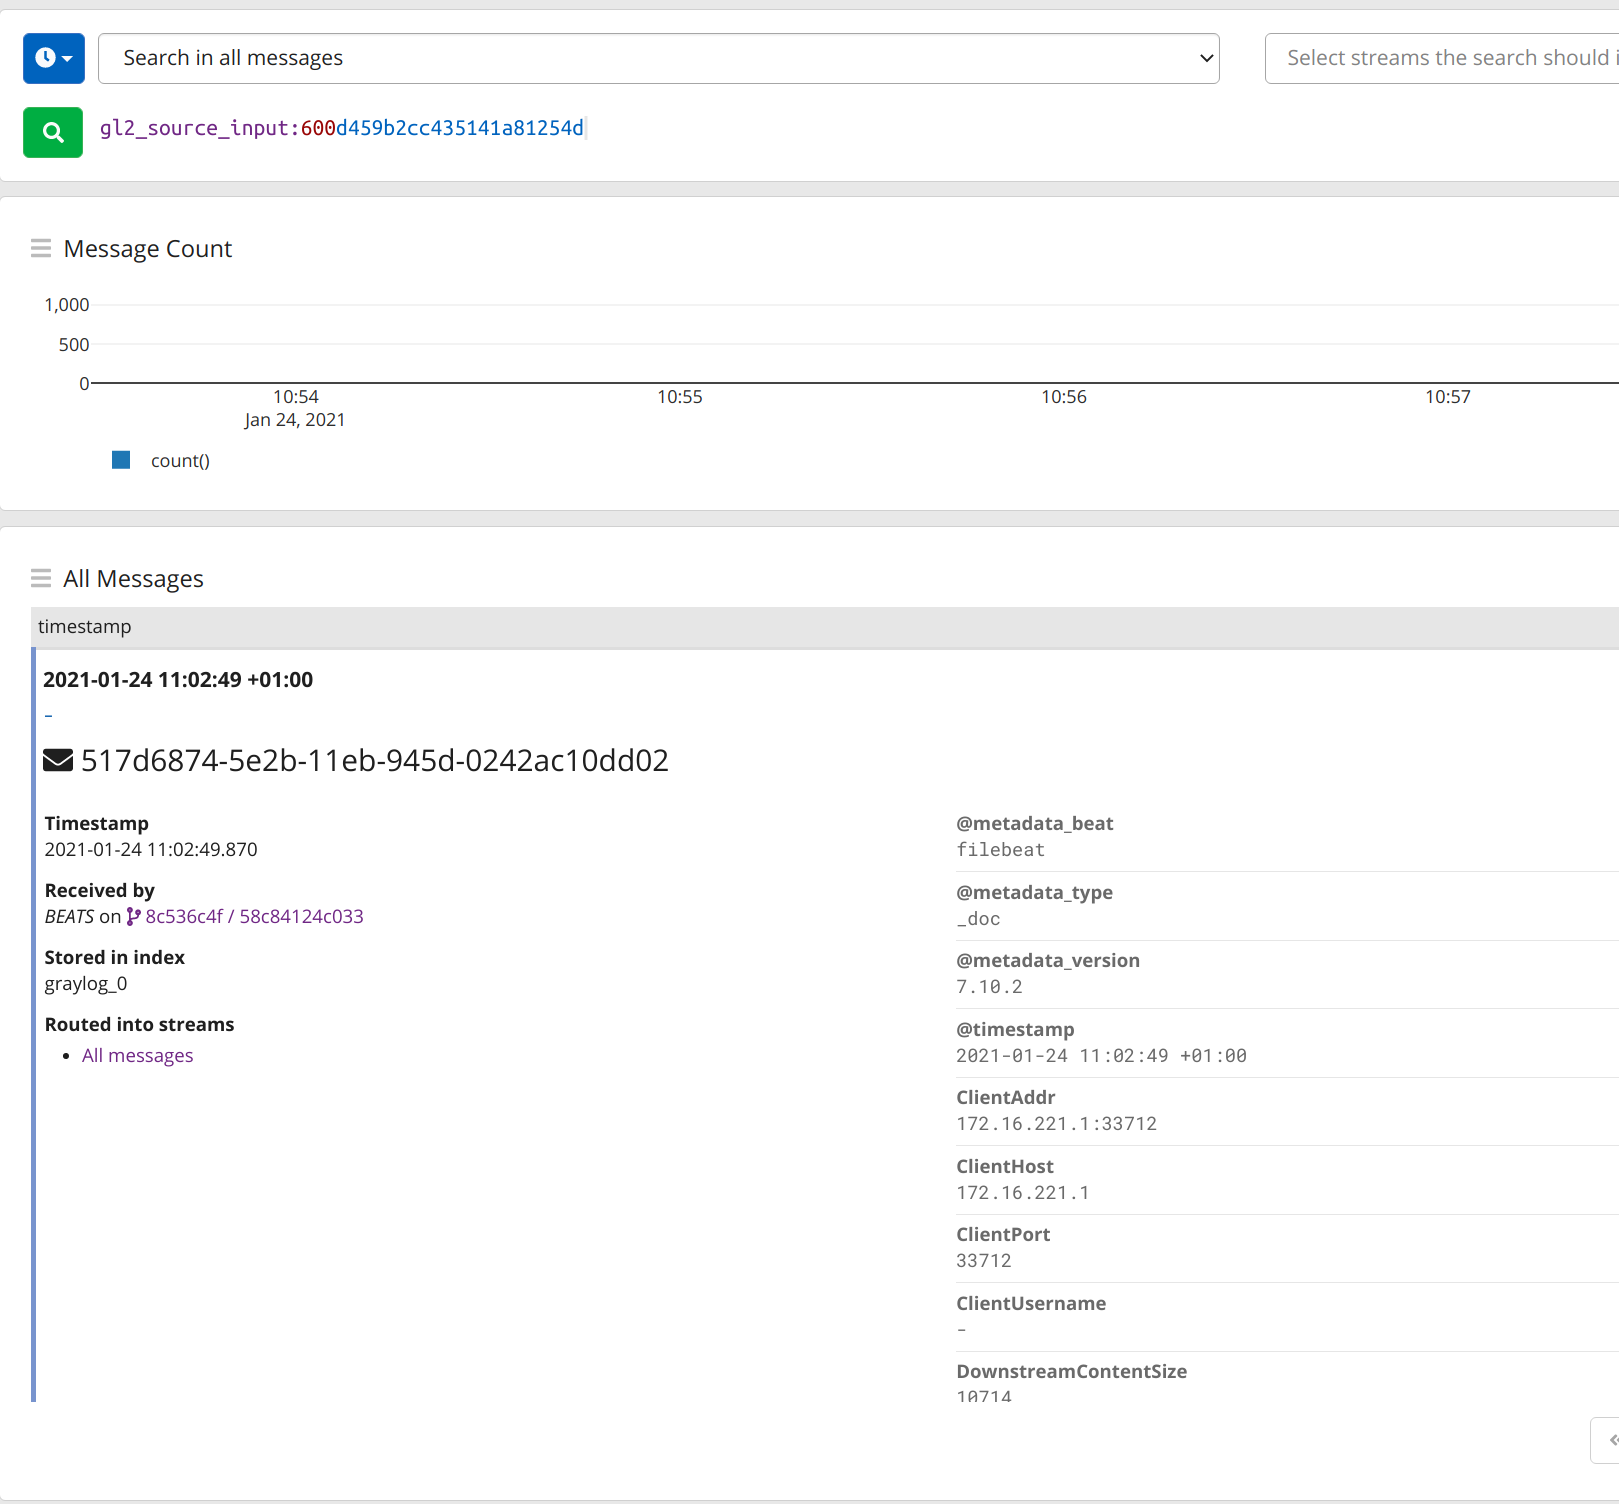 Search in all messages
Select streams the search should i
gl2_source_input:600d459b2cc435141a81254d
Message Count
1,000
500
0
10:54
10:55
10:56
10:57
Jan 24, 2021
count()
All Messages
timestamp
2021-01-24 11:02:49 +01:00
-
517d6874-5e2b-11eb-945d-0242ac10dd02
Timestamp
2021-01-24 11:02:49.870
Received by
BEATS on 8c536c4f / 58c84124c033
Stored in index
graylog_0
Routed into streams
• All messages
@metadata_beat
filebeat
@metadata_type
_doc
@metadata_version
7.10.2
@timestamp
2021-01-24 11:02:49 +01:00
ClientAddr
172.16.221.1:33712
ClientHost
172.16.221.1
ClientPort
33712
ClientUsername
-
DownstreamContentSize
10714
«